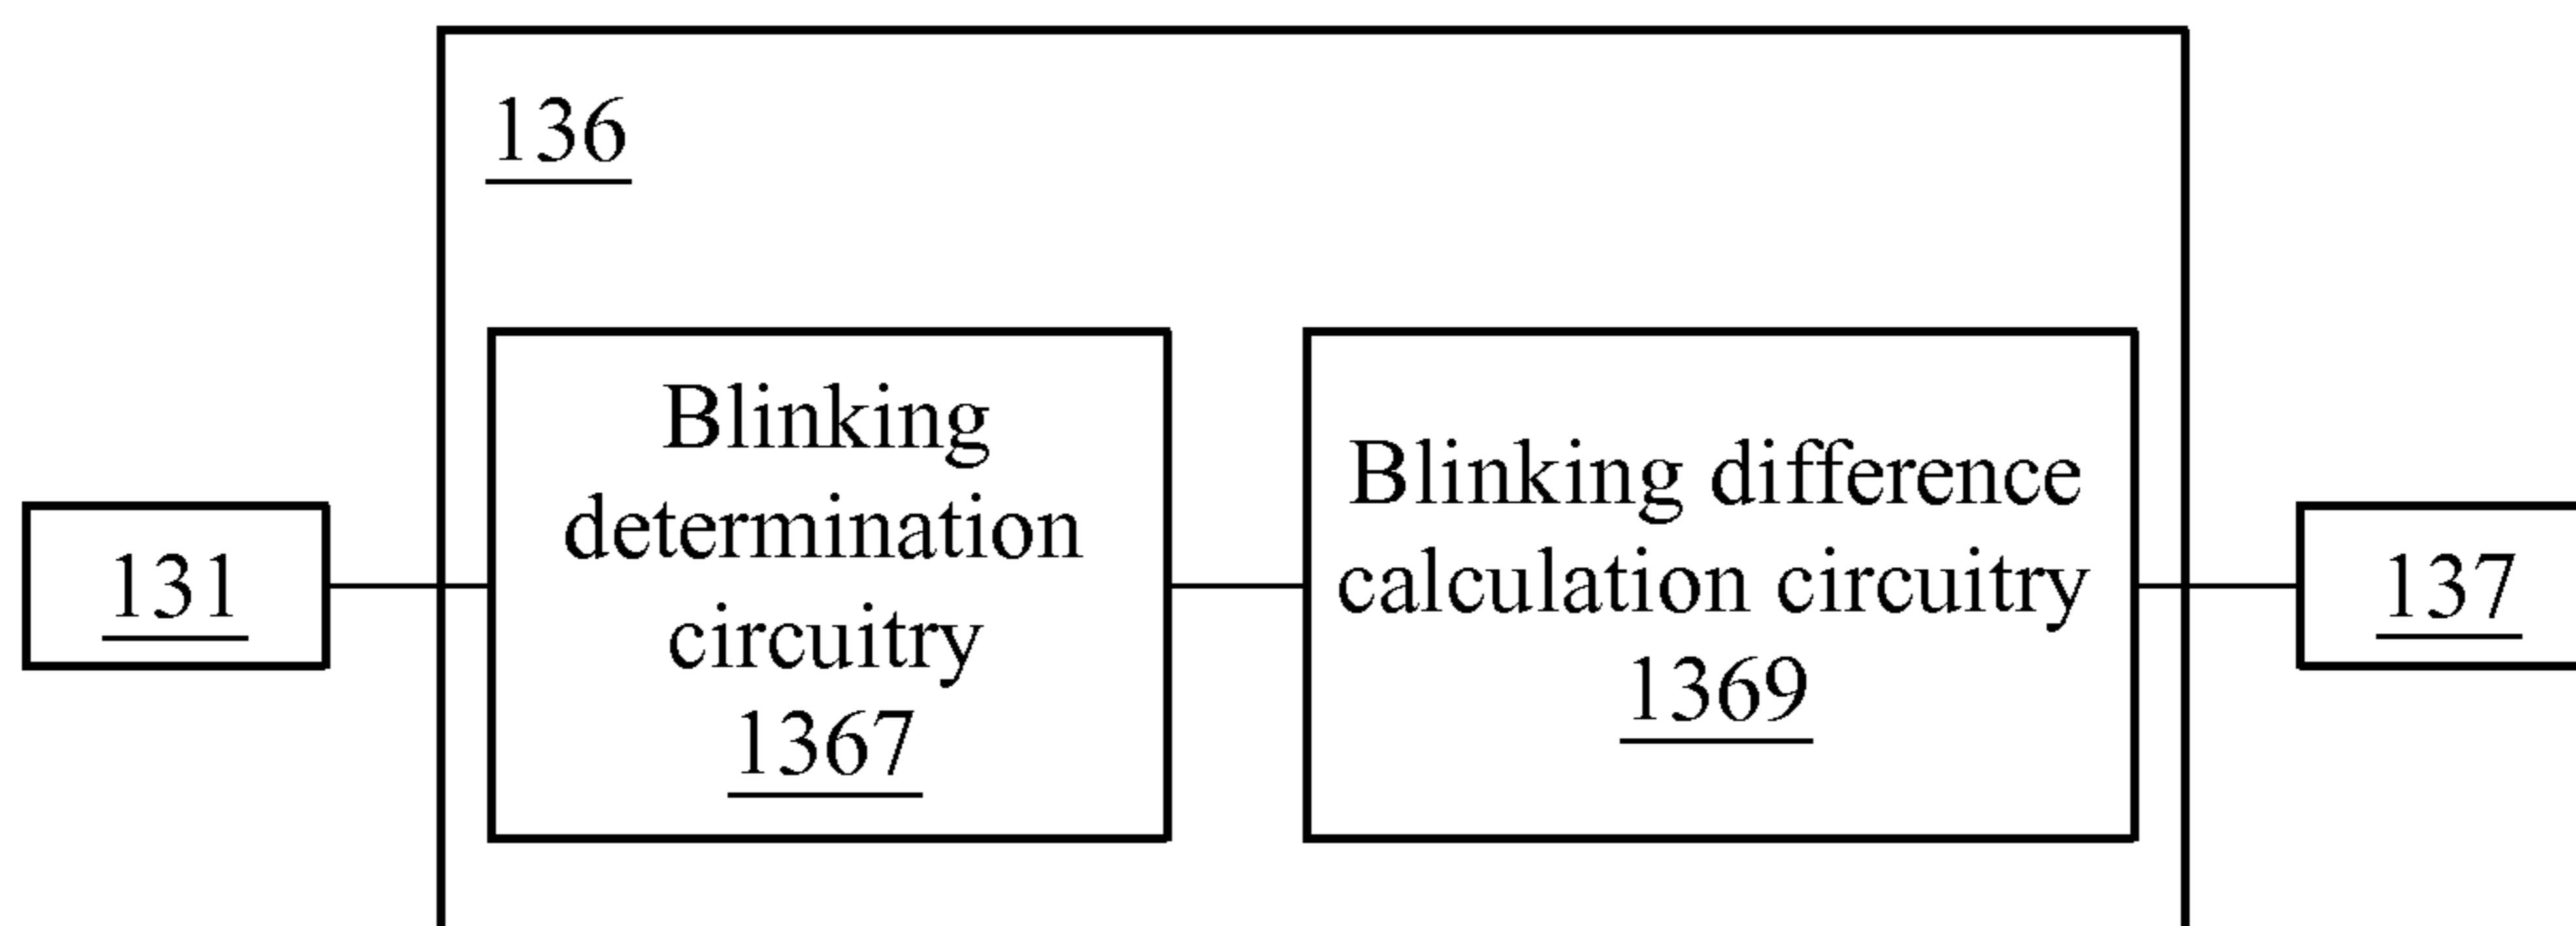 136
131
Blinking
determination
circuitry
1367
Blinking difference
calculation circuitry
1369
137